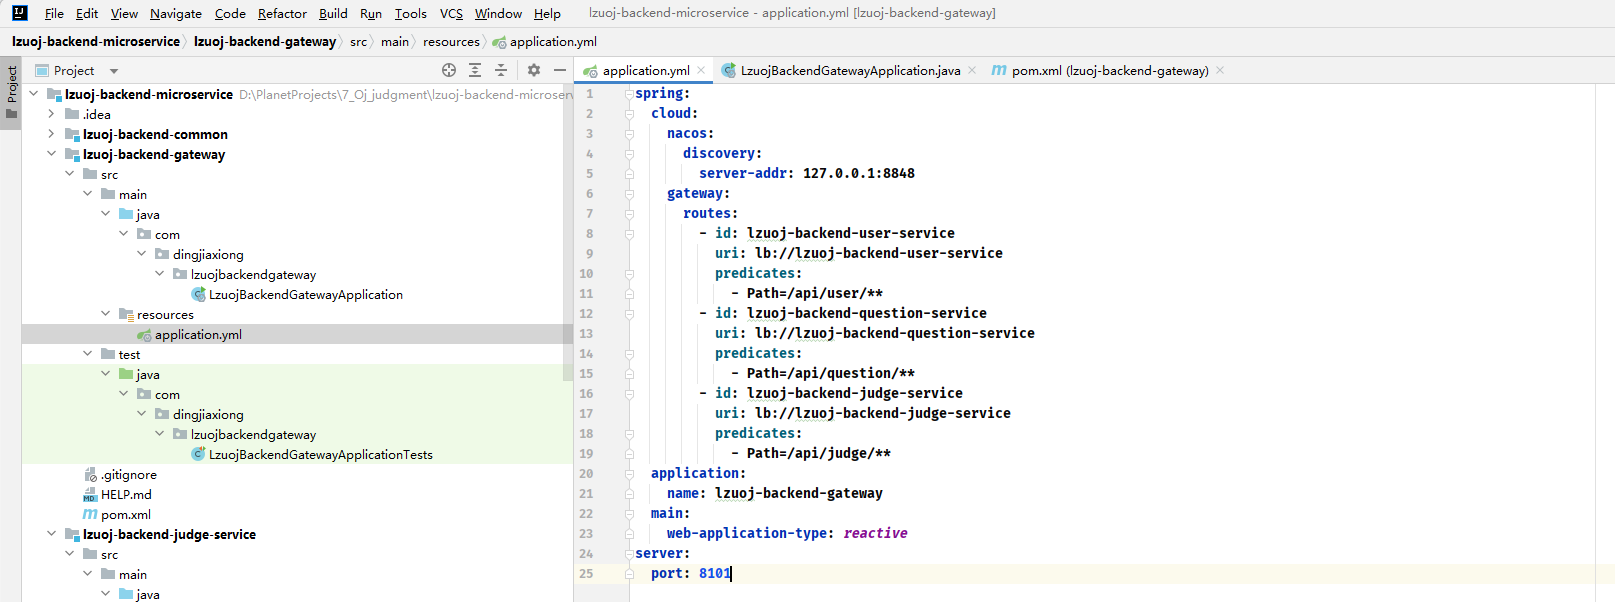 File Edit View Navigate Code Refactor Build Run Tools VCS Window Help lzuoj-backend-microservice - application.yml [lzuoj-backend-gateway]
lzuoj-backend-microservice lzuoj-backend-gateway src main resources application.yml
Project
Project
lzuoj-backend-microservice D:\PlanetProjects\7_Oj_judgment\lzuoj-backend-microserv
.idea
lzuoj-backend-common
lzuoj-backend-gateway
src
main
java
com
dingjiaxiong
lzuojbackendgateway
LzuojBackendGatewayApplication
resources
application.yml
test
java
com
dingjiaxiong
lzuojbackendgateway
LzuojBackendGatewayApplicationTests
.gitignore
HELP.md
pom.xml
lzuoj-backend-judge-service
src
main
java
application.yml LzuojBackendGatewayApplication.java pom.xml (lzuoj-backend-gateway)
1 spring:
2 cloud:
3 nacos:
4 discovery:
5 server-addr: 127.0.0.1:8848
6 gateway:
7 routes:
8 - id: lzuoj-backend-user-service
9 uri: lb://lzuoj-backend-user-service
10 predicates:
11 - Path=/api/user/**
12 - id: lzuoj-backend-question-service
13 uri: lb://lzuoj-backend-question-service
14 predicates:
15 - Path=/api/question/**
16 - id: lzuoj-backend-judge-service
17 uri: lb://lzuoj-backend-judge-service
18 predicates:
19 - Path=/api/judge/**
20 application:
21 name: lzuoj-backend-gateway
22 main:
23 web-application-type: reactive
24 server:
25 port: 8101